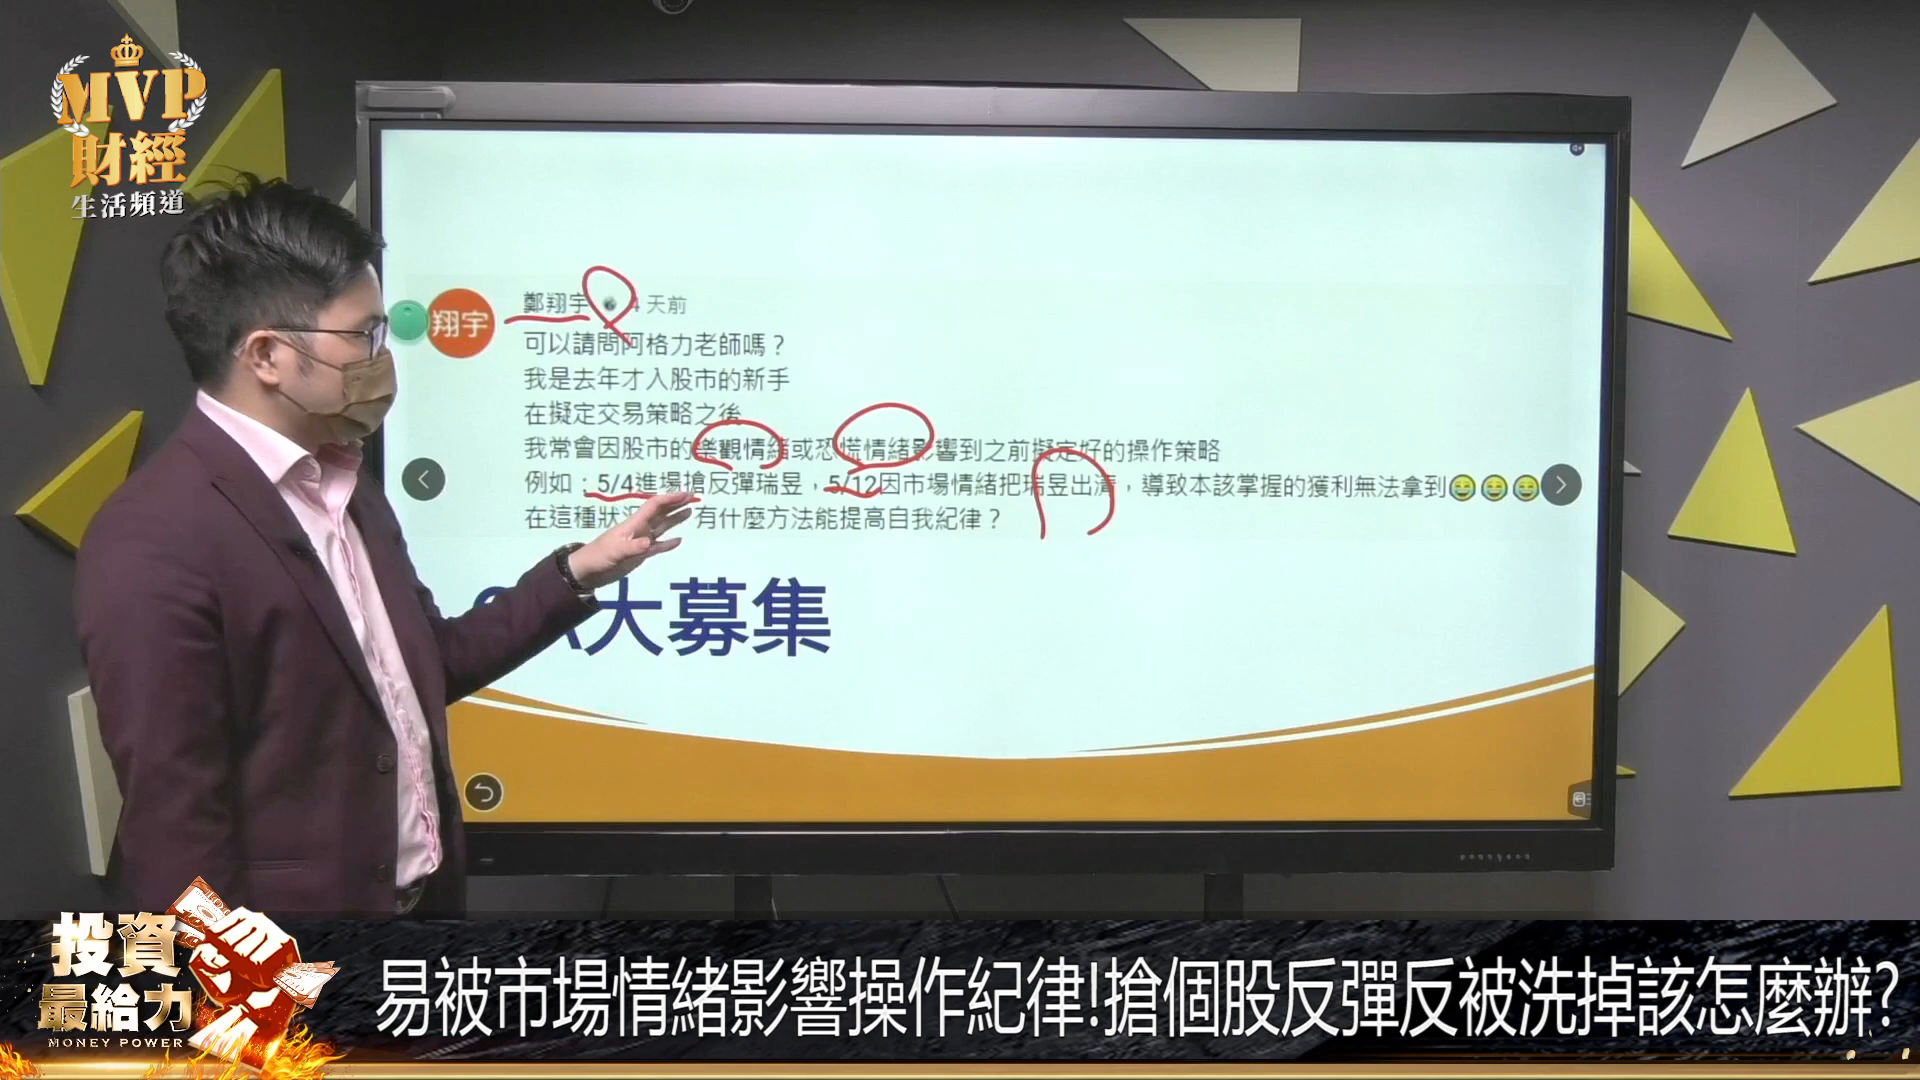 MVP
財經
生活頻道
翔宇
鄭翔宇 4 天前
可以請問阿格力老師嗎？
我是去年才入股市的新手
在擬定交易策略之後
我常會因股市的樂觀情緒或恐慌情緒影響到之前擬定好的操作策略
例如：5/4進場搶反彈瑞昱，5/12因市場情緒把瑞昱出清，導致本該掌握的獲利無法拿到😂😂😂
在這種狀況 有什麼方法能提高自我紀律？
大募集
投資
最給力
MONEY POWER
易被市場情緒影響操作紀律!搶個股反彈反被洗掉該怎麼辦?